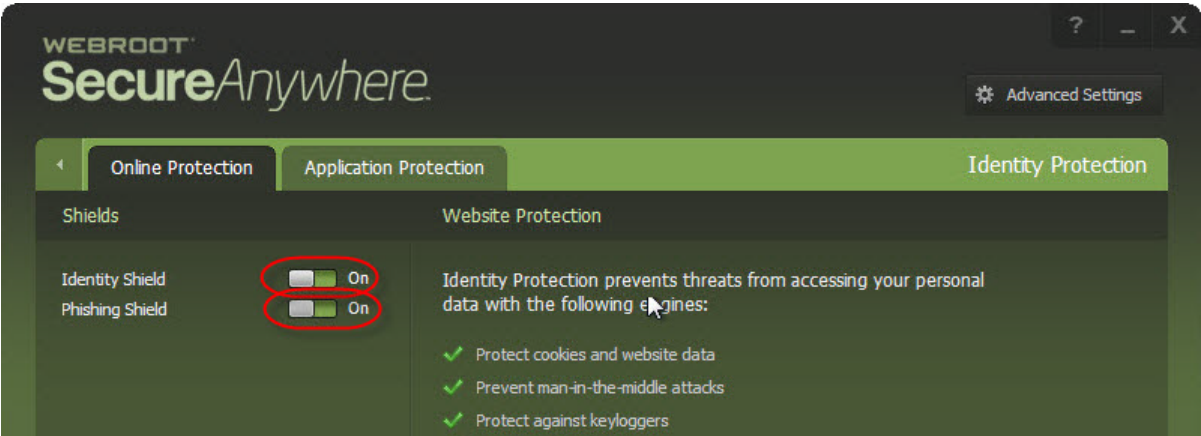 ? _ X
WEBROOT
SecureAnywhere
Advanced Settings
Online Protection
Application Protection
Identity Protection
Shields
Website Protection
Identity Shield
On
Phishing Shield
On
Identity Protection prevents threats from accessing your personal
data with the following engines:
Protect cookies and website data
Prevent man-in-the-middle attacks
Protect against keyloggers